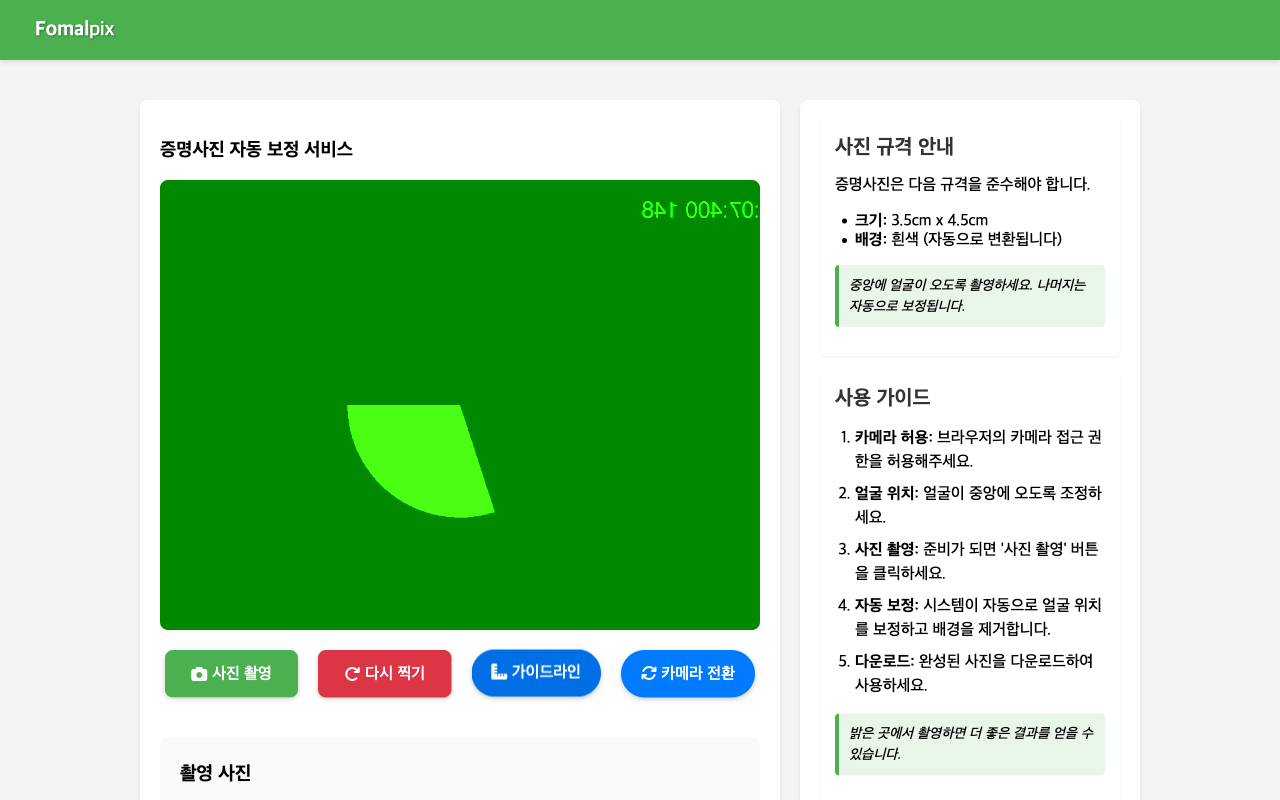 Fomalpix
증명사진 자동 보정 서비스
:07:400 148
사진 촬영
다시 찍기
가이드라인
카메라 전환
촬영 사진
사진 규격 안내
증명사진은 다음 규격을 준수해야 합니다.
크기: 3.5cm x 4.5cm
배경: 흰색 (자동으로 변환됩니다)
중앙에 얼굴이 오도록 촬영하세요. 나머지는
자동으로 보정됩니다.
사용 가이드
1. 카메라 허용: 브라우저의 카메라 접근 권
한을 허용해주세요.
2. 얼굴 위치: 얼굴이 중앙에 오도록 조정하
세요.
3. 사진 촬영: 준비가 되면 '사진 촬영' 버튼
을 클릭하세요.
4. 자동 보정: 시스템이 자동으로 얼굴 위치
를 보정하고 배경을 제거합니다.
5. 다운로드: 완성된 사진을 다운로드하여
사용하세요.
밝은 곳에서 촬영하면 더 좋은 결과를 얻을 수
있습니다.